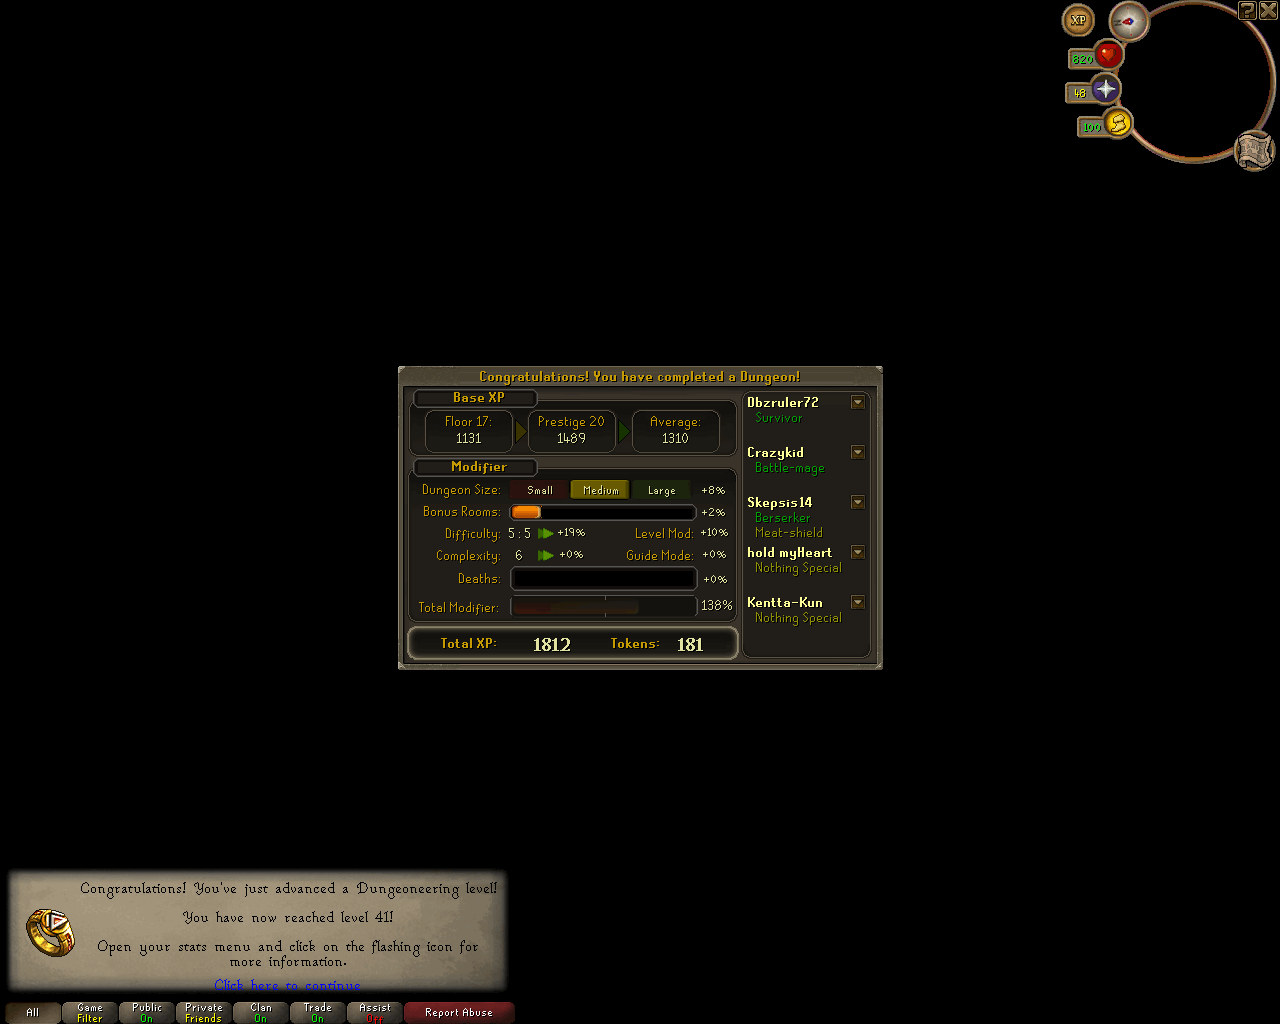 XP
?
820
48
100
Congratulations! You have completed a Dungeon!
Base XP
Floor 17:
1131
Prestige 20
1489
Average:
1310
Modifier
Dungeon Size: Small Medium Large +8%
Bonus Rooms: +2%
Difficulty: 5 : 5 +19% Level Mod: +10%
Complexity: 6 +0% Guide Mode: +0%
Deaths: +0%
Total Modifier: 138%
Total XP: 1812 Tokens: 181
Dbzruler72
Survivor
Crazykid
Battle-mage
Skepsis14
Berserker
Meat-shield
hold myHeart
Nothing Special
Kentta-Kun
Nothing Special
Congratulations! You've just advanced a Dungeoneering level!
You have now reached level 41!
Open your stats menu and click on the flashing icon for
more information.
Click here to continue
All
Game
Filter
Public
On
Private
Friends
Clan
On
Trade
On
Assist
Off
Report Abuse